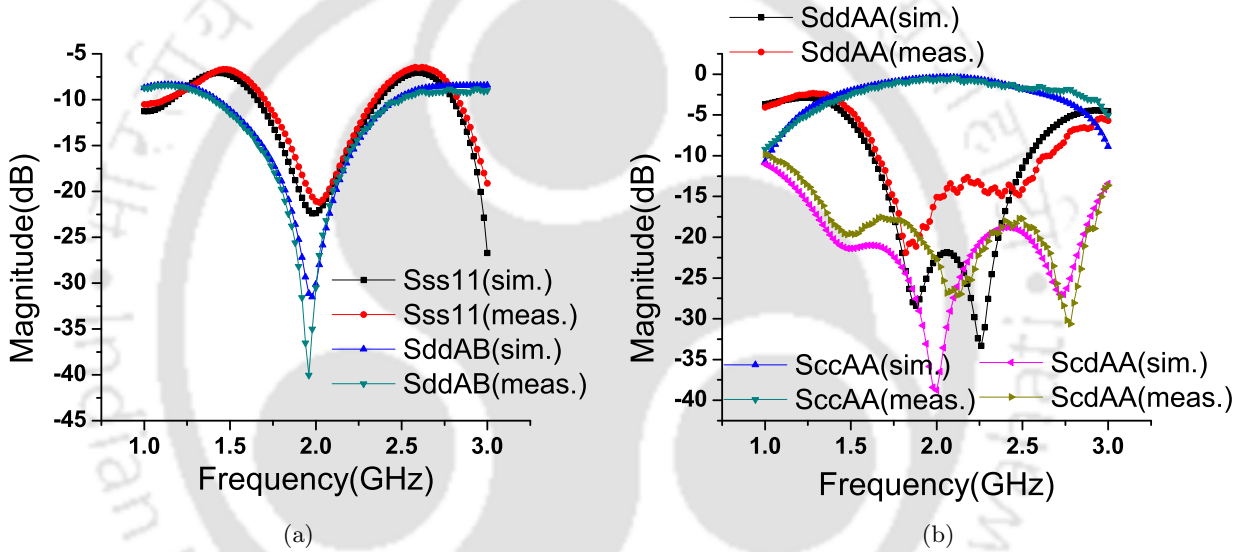 -5
-10
-15
-20
-25
-30
-35
-40
-45
Magnitude(dB)
1.0 1.5 2.0 2.5 3.0
Frequency(GHz)
Sss11(sim.)
Sss11(meas.)
SddAB(sim.)
SddAB(meas.)
(a)
SddAA(sim.)
SddAA(meas.)
0
-5
-10
-15
-20
-25
-30
-35
-40
Magnitude(dB)
SccAA(sim.)
SccAA(meas.)
ScdAA(sim.)
ScdAA(meas.)
1.0 1.5 2.0 2.5 3.0
Frequency(GHz)
(b)